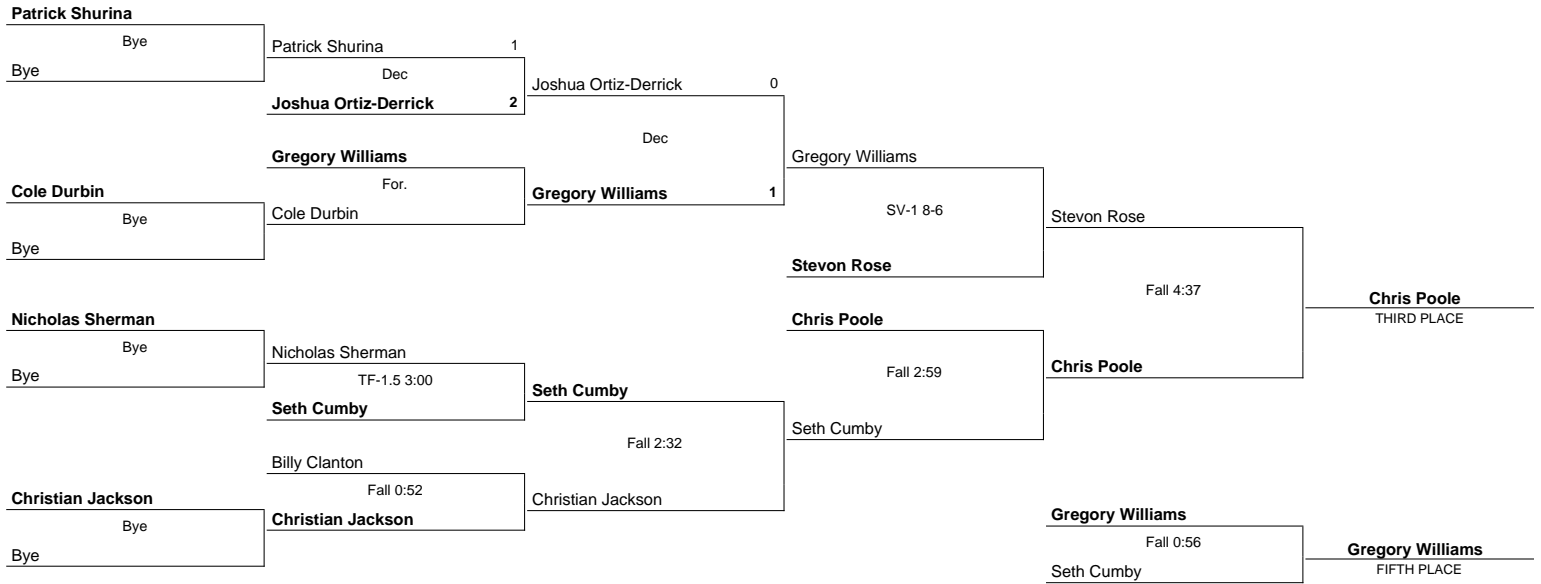 Patrick Shurina
Bye
Bye
Cole Durbin
Bye
Bye
Nicholas Sherman
Bye
Bye
Christian Jackson
Bye
Bye
Patrick Shurina 1
Dec
Joshua Ortiz-Derrick 2
Gregory Williams
For.
Cole Durbin
Nicholas Sherman
TF-1.5 3:00
Seth Cumby
Billy Clanton
Fall 0:52
Christian Jackson
Joshua Ortiz-Derrick 0
Dec
Gregory Williams 1
Seth Cumby
Fall 2:32
Christian Jackson
Gregory Williams
SV-1 8-6
Stevon Rose
Chris Poole
Fall 2:59
Seth Cumby
Stevon Rose
Fall 4:37
Chris Poole
Chris Poole
THIRD PLACE
Gregory Williams
Fall 0:56
Seth Cumby
Gregory Williams
FIFTH PLACE